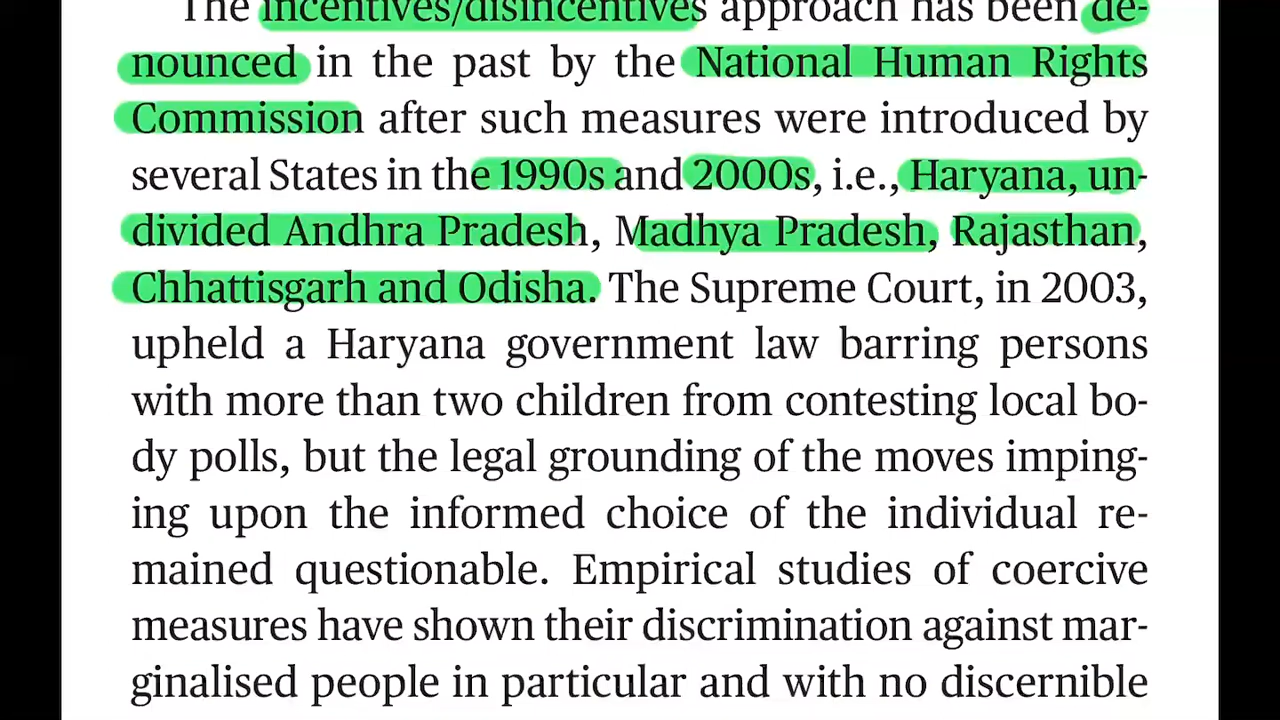 The incentives/disincentives approach has been de-
nounced in the past by the National Human Rights
Commission after such measures were introduced by
several States in the 1990s and 2000s, i.e., Haryana, un-
divided Andhra Pradesh, Madhya Pradesh, Rajasthan,
Chhattisgarh and Odisha. The Supreme Court, in 2003,
upheld a Haryana government law barring persons
with more than two children from contesting local bo-
dy polls, but the legal grounding of the moves imping-
ing upon the informed choice of the individual re-
mained questionable. Empirical studies of coercive
measures have shown their discrimination against mar-
ginalised people in particular and with no discernible